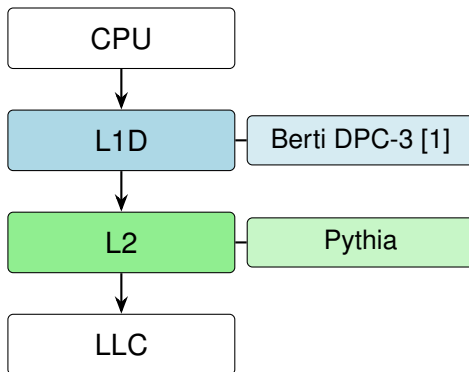 CPU
L1D
Berti DPC-3 [1]
L2
Pythia
LLC